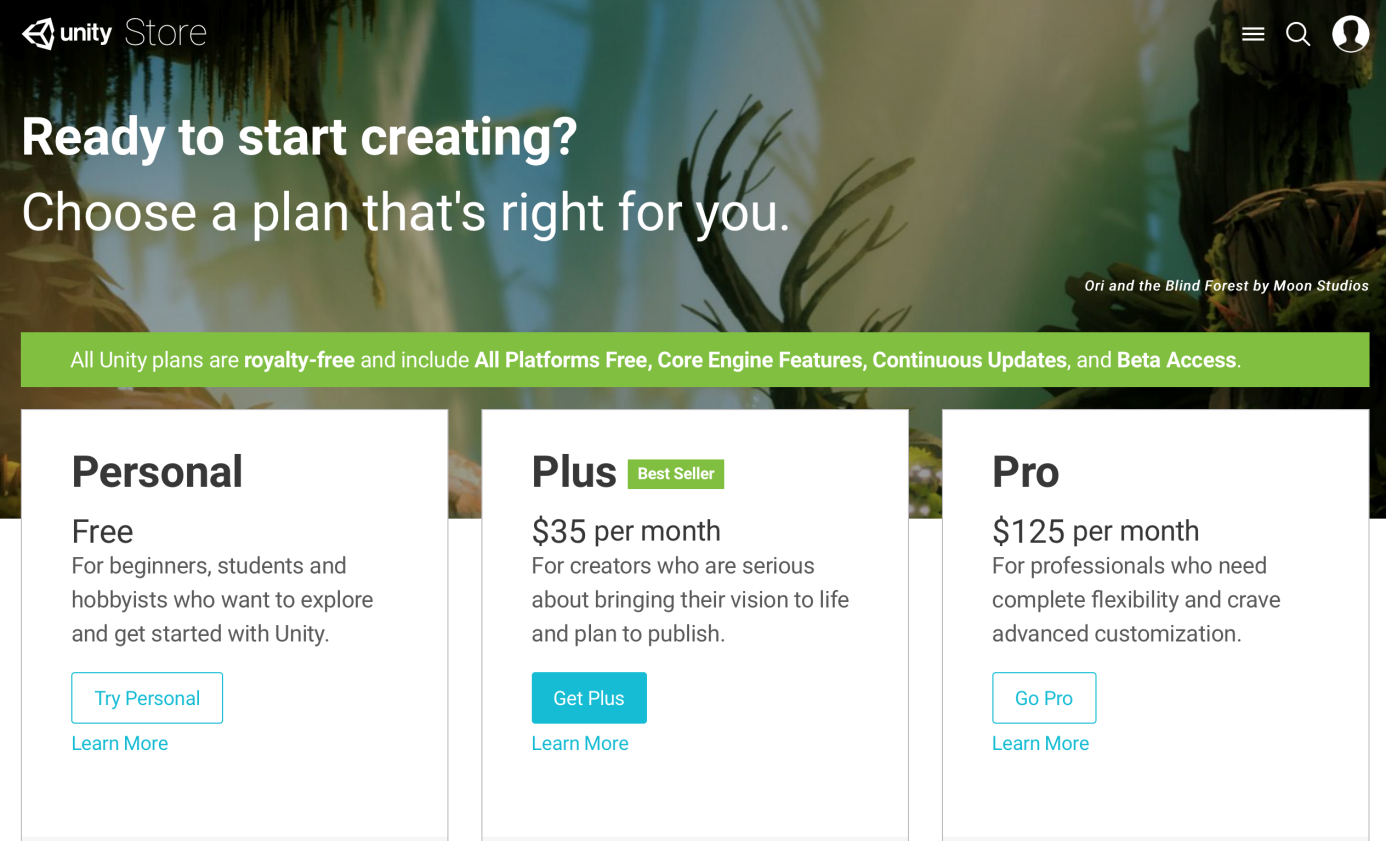 unity Store
Ready to start creating?
Choose a plan that's right for you.
Ori and the Blind Forest by Moon Studios
All Unity plans are royalty-free and include All Platforms Free, Core Engine Features, Continuous Updates, and Beta Access.
Personal
Free
For beginners, students and
hobbyists who want to explore
and get started with Unity.
Try Personal
Learn More
Plus Best Seller
$35 per month
For creators who are serious
about bringing their vision to life
and plan to publish.
Get Plus
Learn More
Pro
$125 per month
For professionals who need
complete flexibility and crave
advanced customization.
Go Pro
Learn More